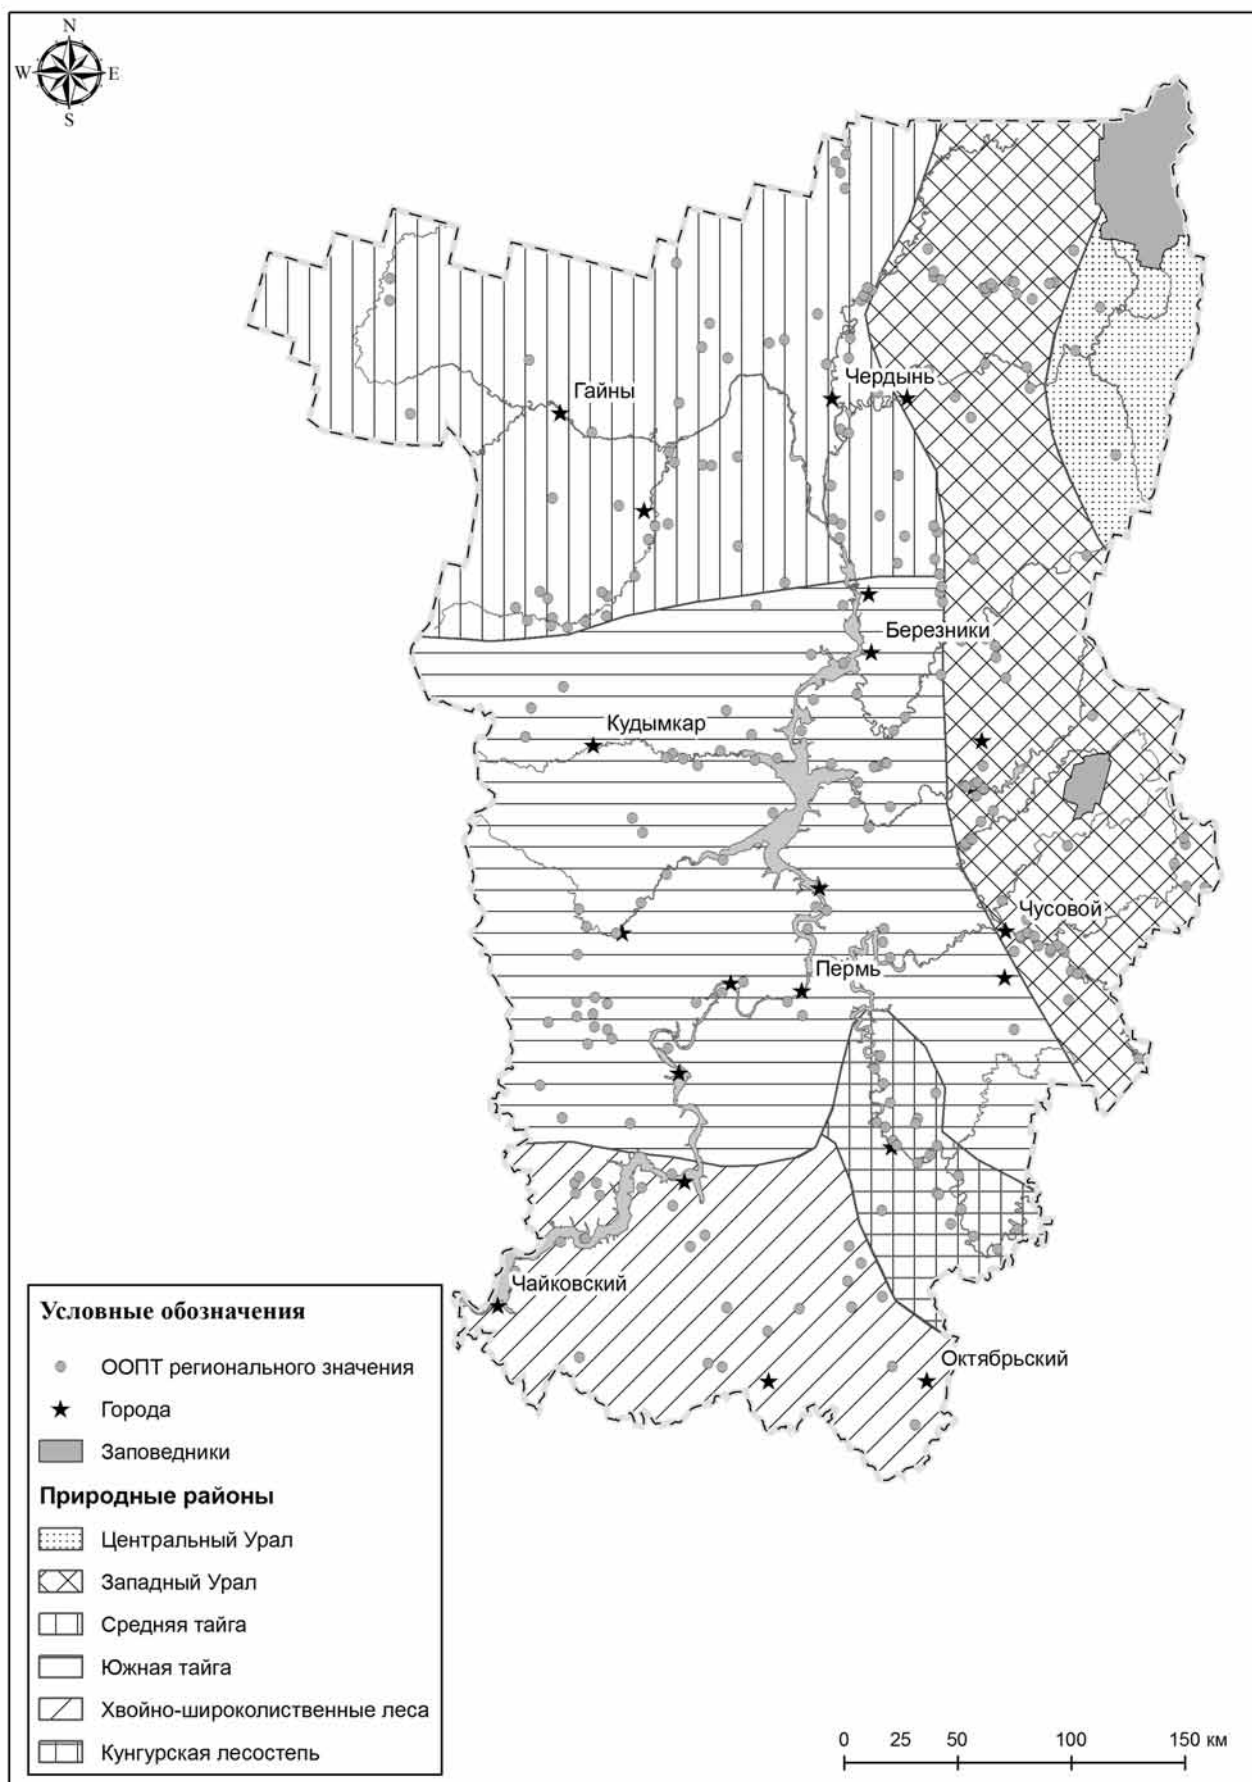 N
W E
S
Чердынь
Гайны
Березники
Кудымкар
Чусовой
Пермь
Чайковский
Октябрьский
Условные обозначения
ООПТ регионального значения
Города
Заповедники
Природные районы
Центральный Урал
Западный Урал
Средняя тайга
Южная тайга
Хвойно-широколиственные леса
Кунгурская лесостепь
0 25 50 100 150 км